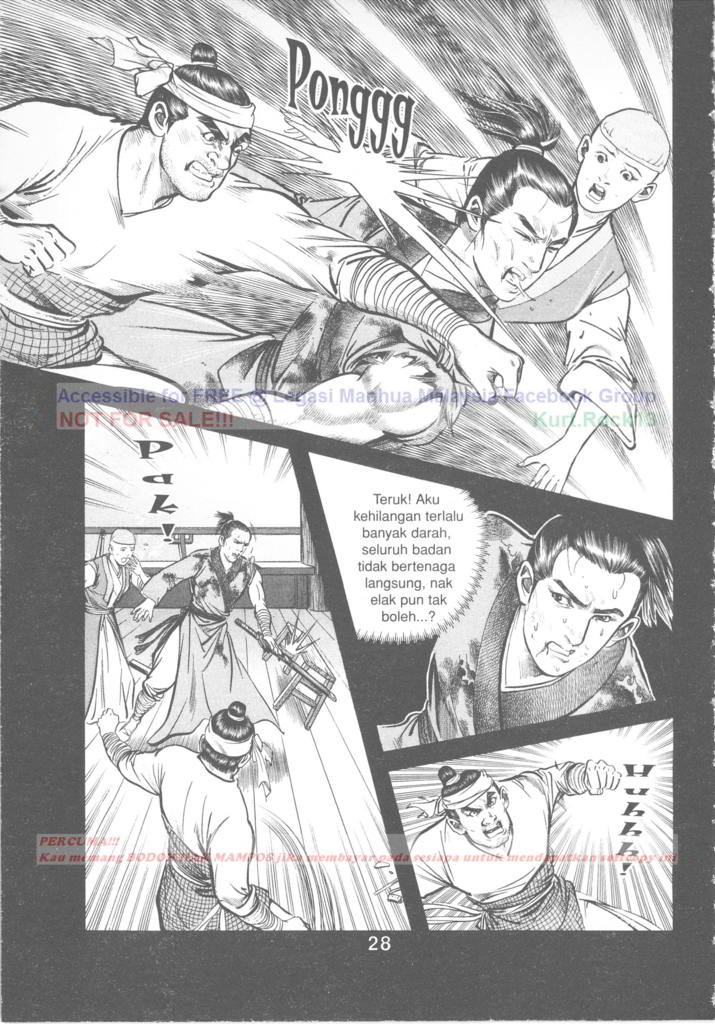 Ponggg
Accessible for FREE @ Legasi Manhua Malaysia Facebook Group
NOT FOR SALE!!!
Kurt.Rock13
Pak!
Teruk! Aku
kehilangan terlalu
banyak darah,
seluruh badan
tidak bertenaga
langsung, nak
elak pun tak
boleh...?
Huhhh!
PERCUMA!!!
Kau memang BODOH dan MAMPOS jika membayar pada sesiapa untuk mendapatkan softcopy ini
28